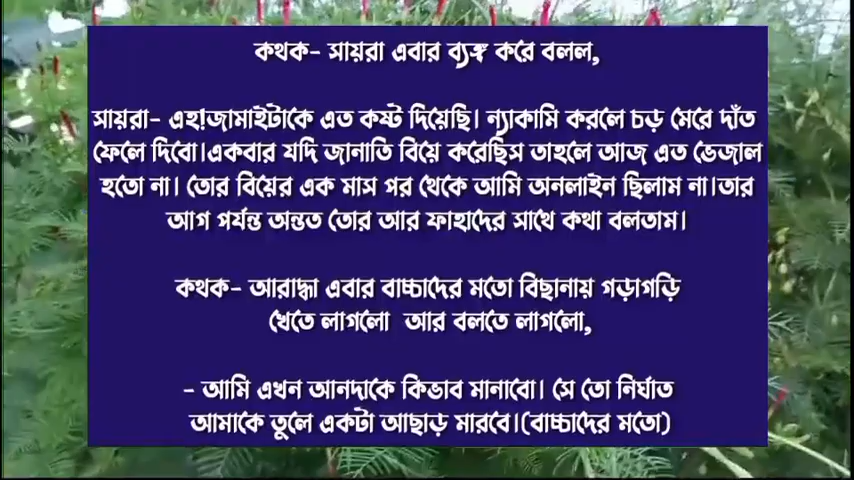 কথক- সায়রা এবার ব্যঙ্গ করে বলল,
সায়রা- এহ!জামাইটাকে এত কষ্ট দিয়েছি। ন্যাকামি করলে চড় মেরে দাঁত
ফেলে দিবো।একবার যদি জানাতি বিয়ে করেছিস তাহলে আজ এত ভেজাল
হতো না। তোর বিয়ের এক মাস পর থেকে আমি অনলাইন ছিলাম না।তার
আগ পর্যন্ত অন্তত তোর আর ফাহাদের সাথে কথা বলতাম।
কথক- আরাদ্ধা এবার বাচ্চাদের মতো বিছানায় গড়াগড়ি
খেতে লাগলো আর বলতে লাগলো,
- আমি এখন আনদাকে কিভাব মানাবো। সে তো নির্ঘাত
আমাকে তুলে একটা আছাড় মারবে।(বাচ্চাদের মতো)